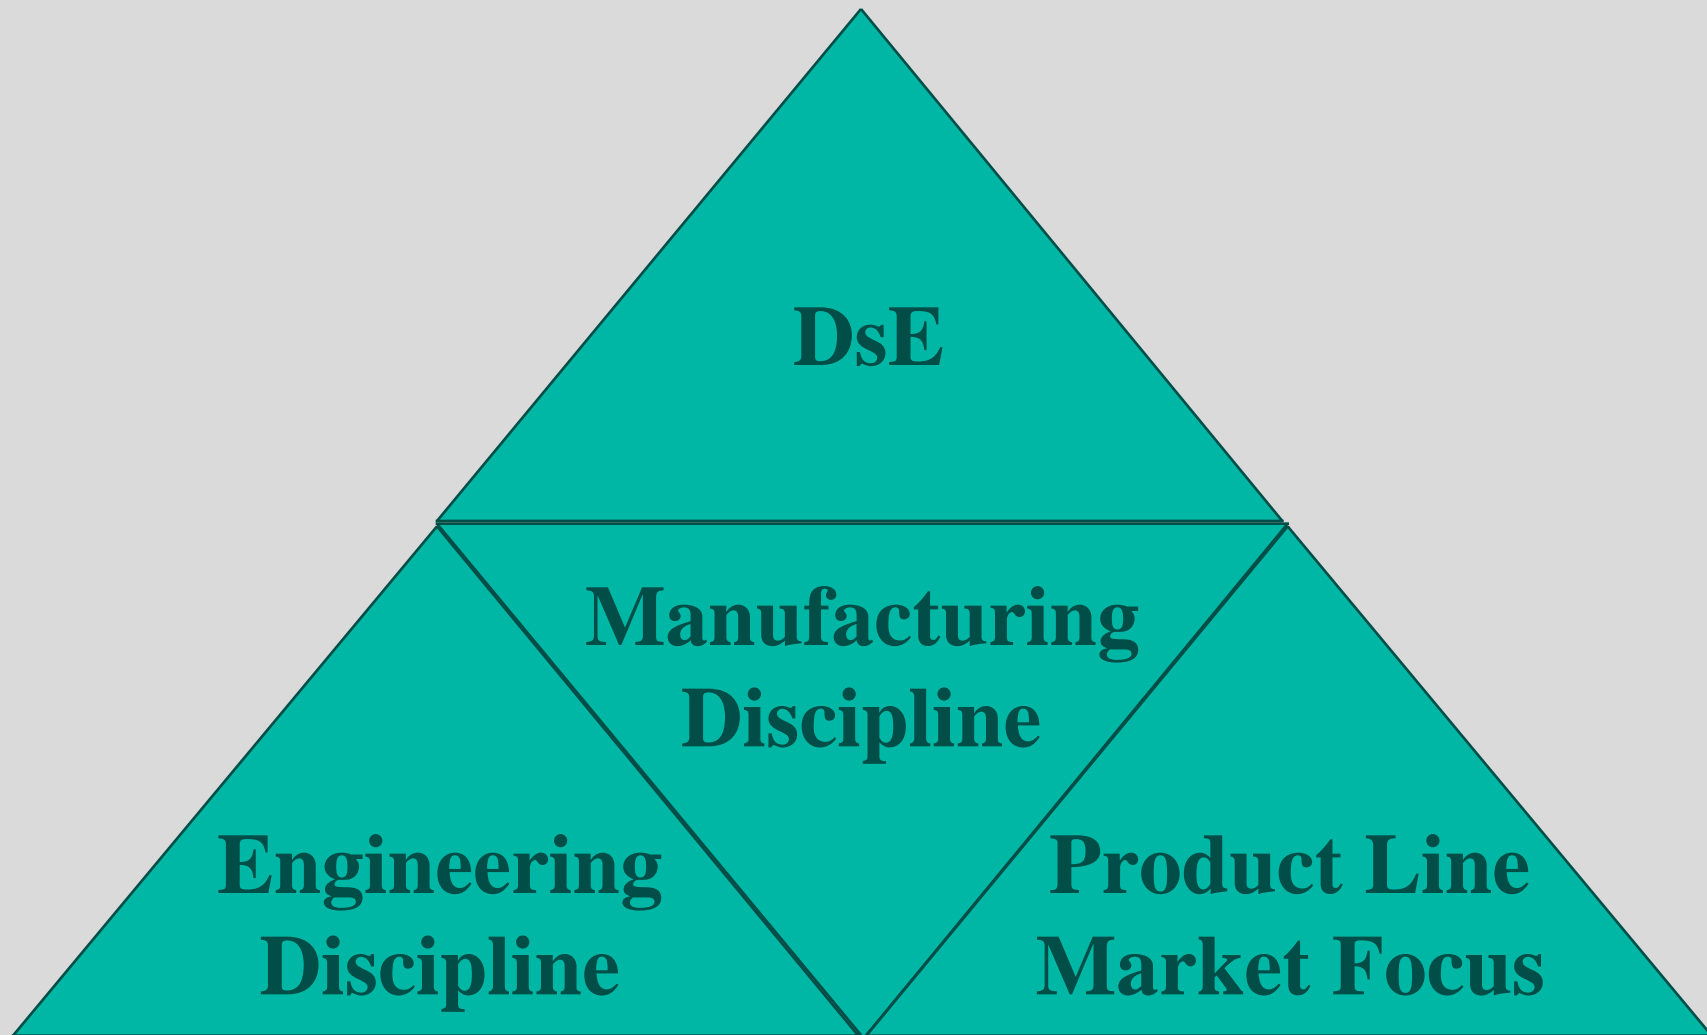 DsE
Manufacturing
Discipline
Engineering
Discipline
Product Line
Market Focus